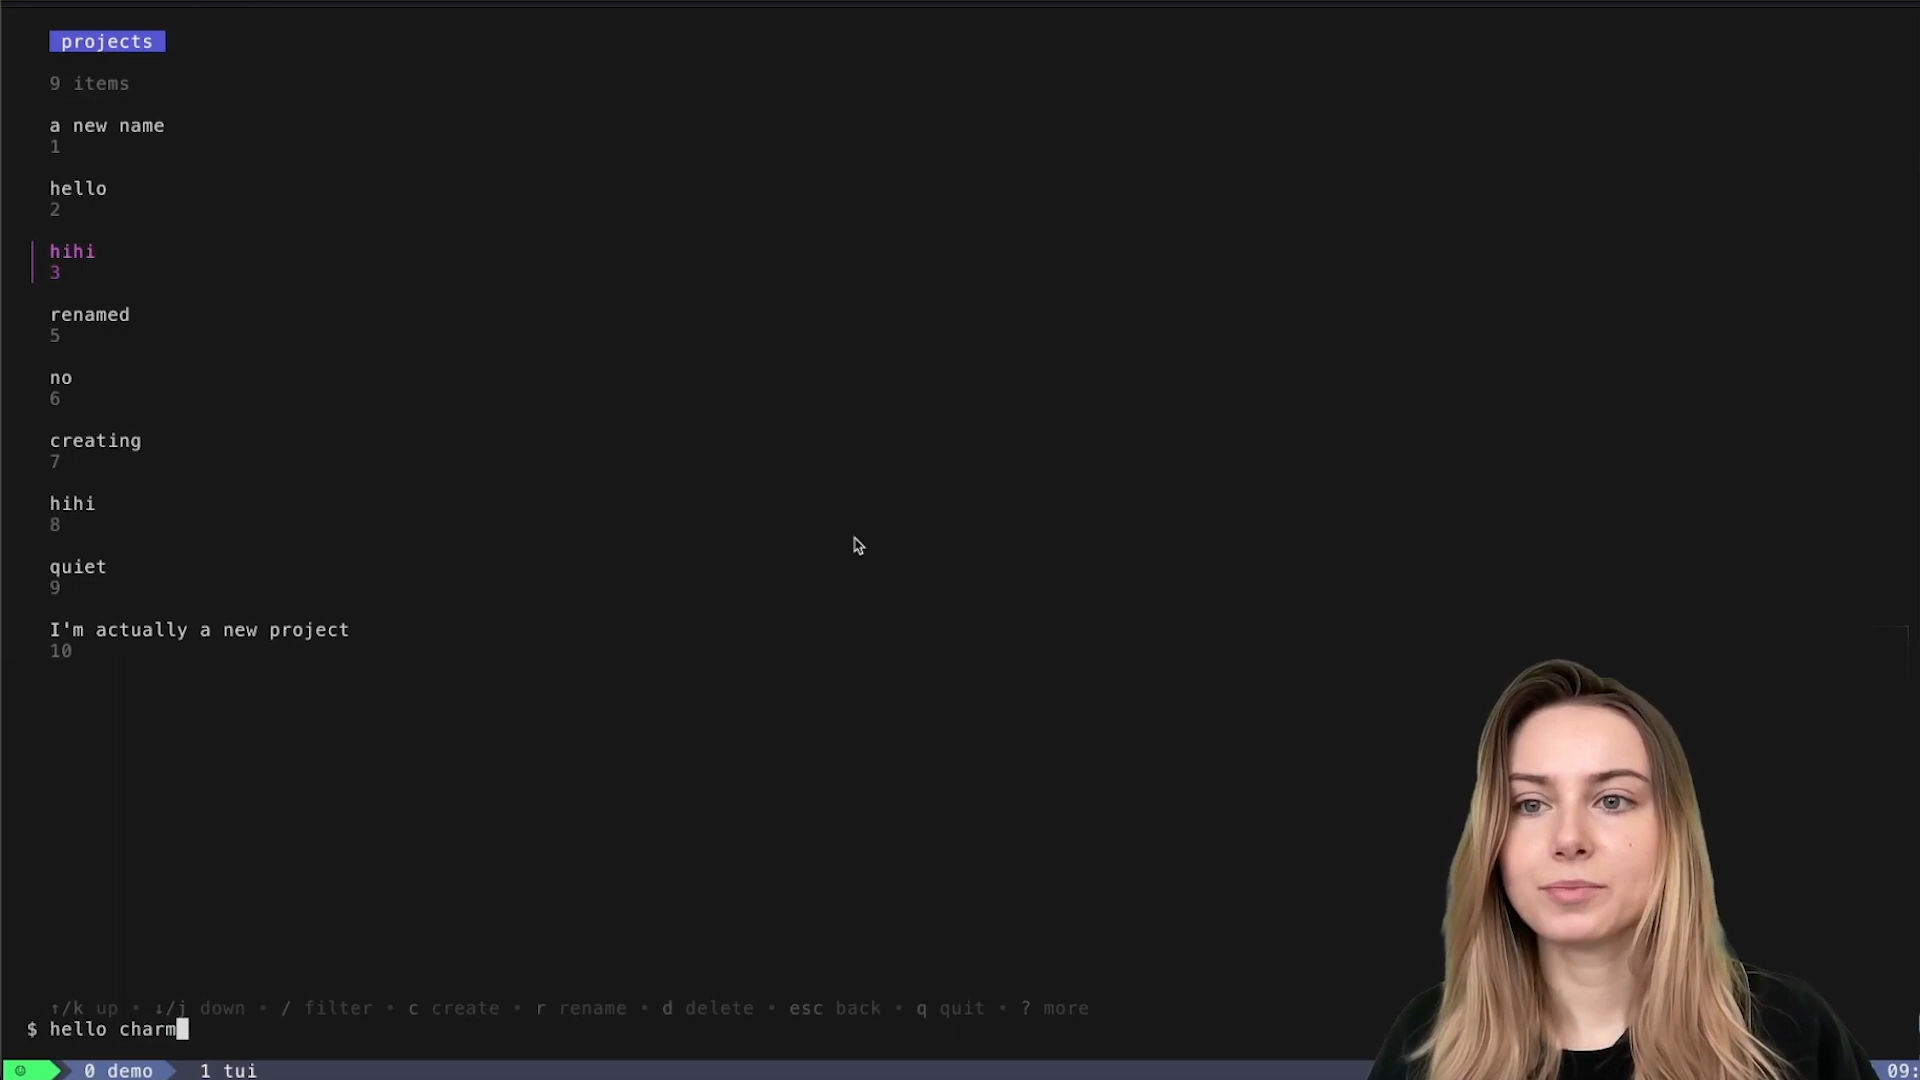 projects
9 items
a new name
1
hello
2
hihi
3
renamed
5
no
6
creating
7
hihi
8
quiet
9
I'm actually a new project
10
↑/k up • ↓/j down • / filter • c create • r rename • d delete • esc back • q quit • ? more
$ hello charm
0 demo 1 tui 09: